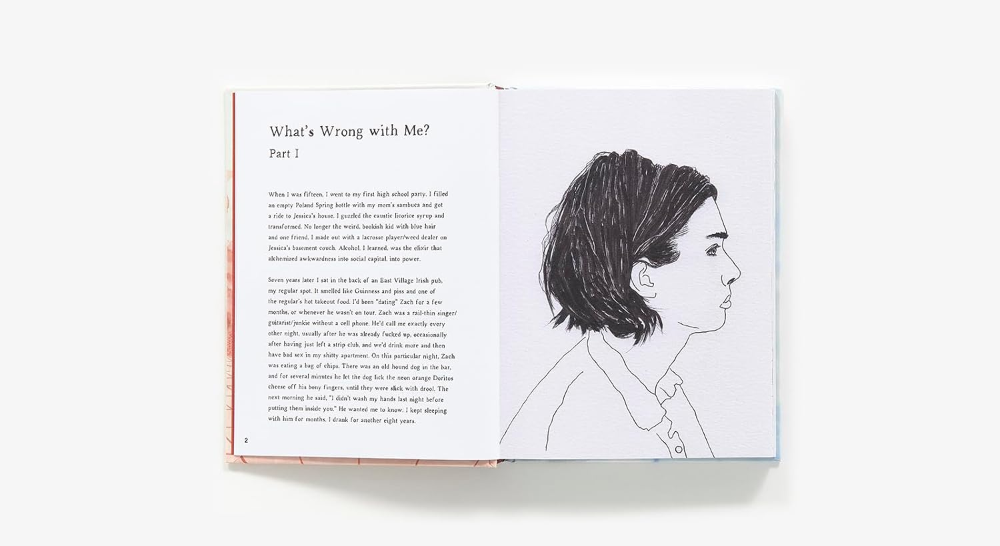 What's Wrong with Me?
Part I
When I was fifteen, I went to my first high school party. I filled
an empty Poland Spring bottle with my mom's sambuca and got
a ride to Jessica's house. I guzzled the caustic licorice syrup and
transformed. No longer the weird, bookish kid with blue hair
and one friend, I made out with a lacrosse player/weed dealer on
Jessica's basement couch. Alcohol, I learned, was the elixir that
alchemized awkwardness into social capital, into power.
Seven years later I sat in the back of an East Village Irish pub,
my regular spot. It smelled like Guinness and piss and one of
the regular's hot takeout food. I'd been "dating" Zach for a few
months, or whenever he wasn't on tour. Zach was a rail-thin singer/
guitarist/junkie without a cell phone. He'd call me exactly every
other night, usually after he was already fucked up, occasionally
after having just left a strip club, and we'd drink more and then
have bad sex in my shitty apartment. On this particular night, Zach
was eating a bag of chips. There was an old hound dog in the bar,
and for several minutes he let the dog lick the neon orange Doritos
cheese off his bony fingers, until they were slick with drool. The
next morning he said, "I didn't wash my hands last night before
putting them inside you." He wanted me to know. I kept sleeping
with him for months. I drank for another eight years.
2